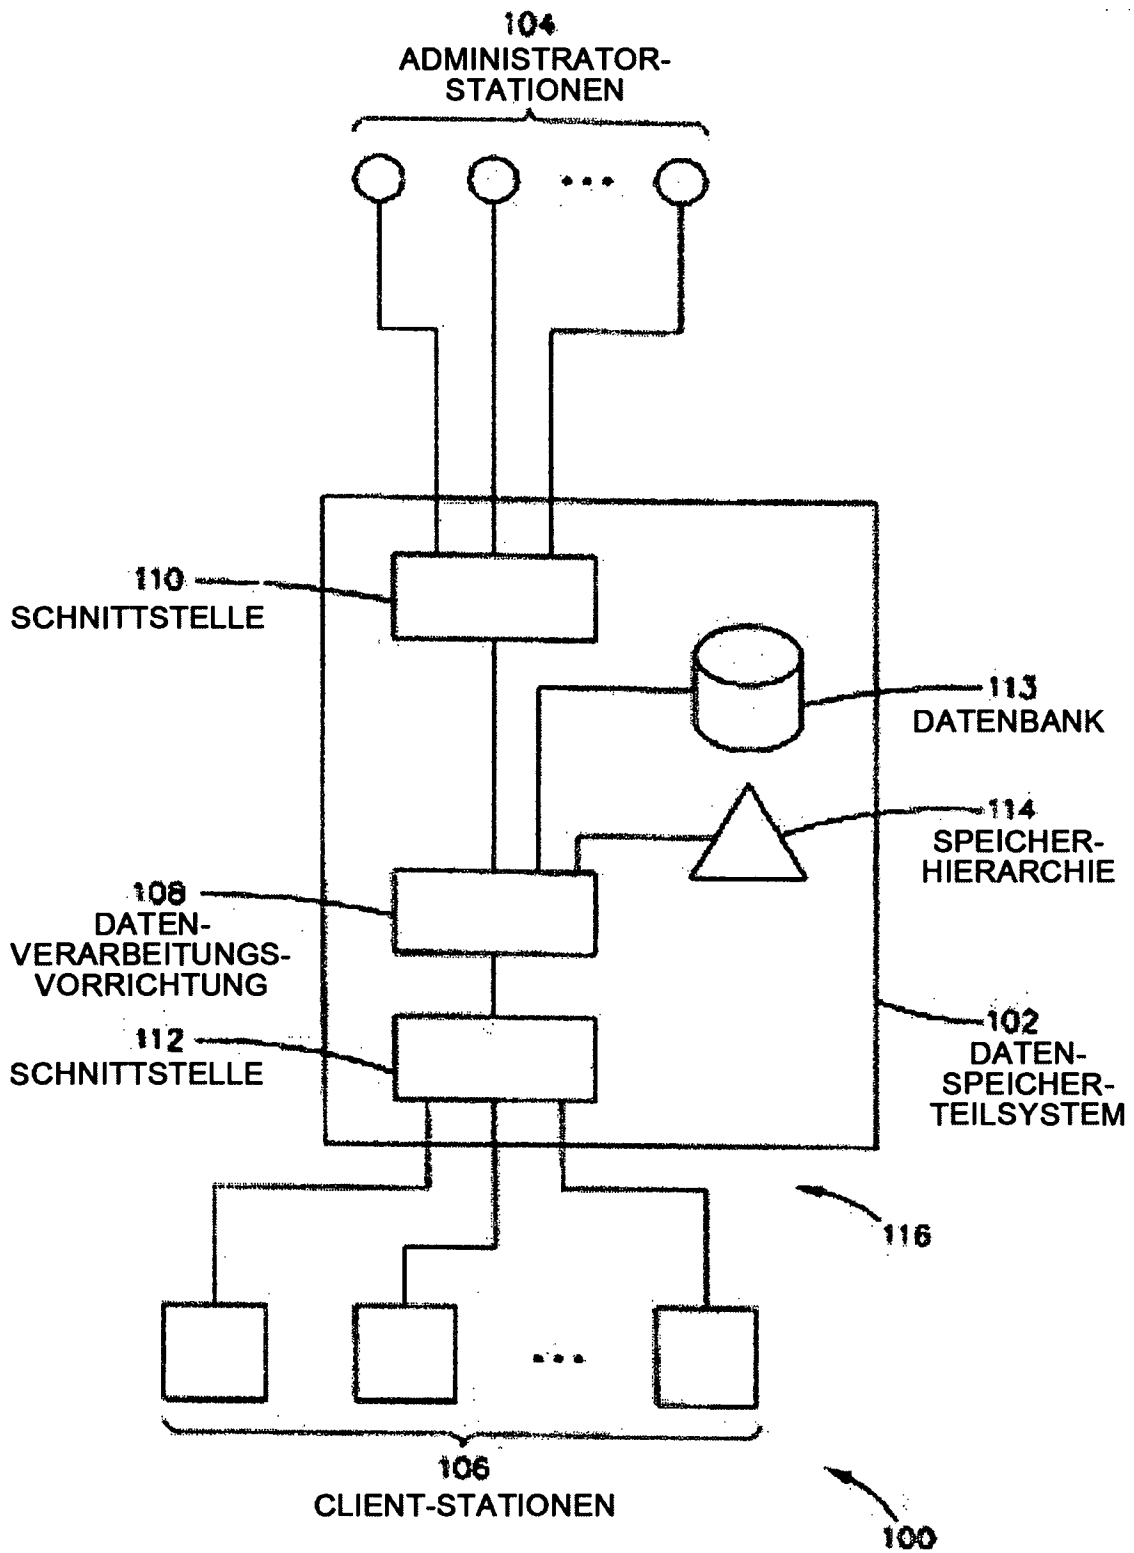 104
ADMINISTRATOR-
STATIONEN
110
SCHNITTSTELLE
113
DATENBANK
114
SPEICHER-
HIERARCHIE
108
DATEN-
VERARBEITUNGS-
VORRICHTUNG
102
DATEN-
SPEICHER-
TEILSYSTEM
112
SCHNITTSTELLE
116
106
CLIENT-STATIONEN
100